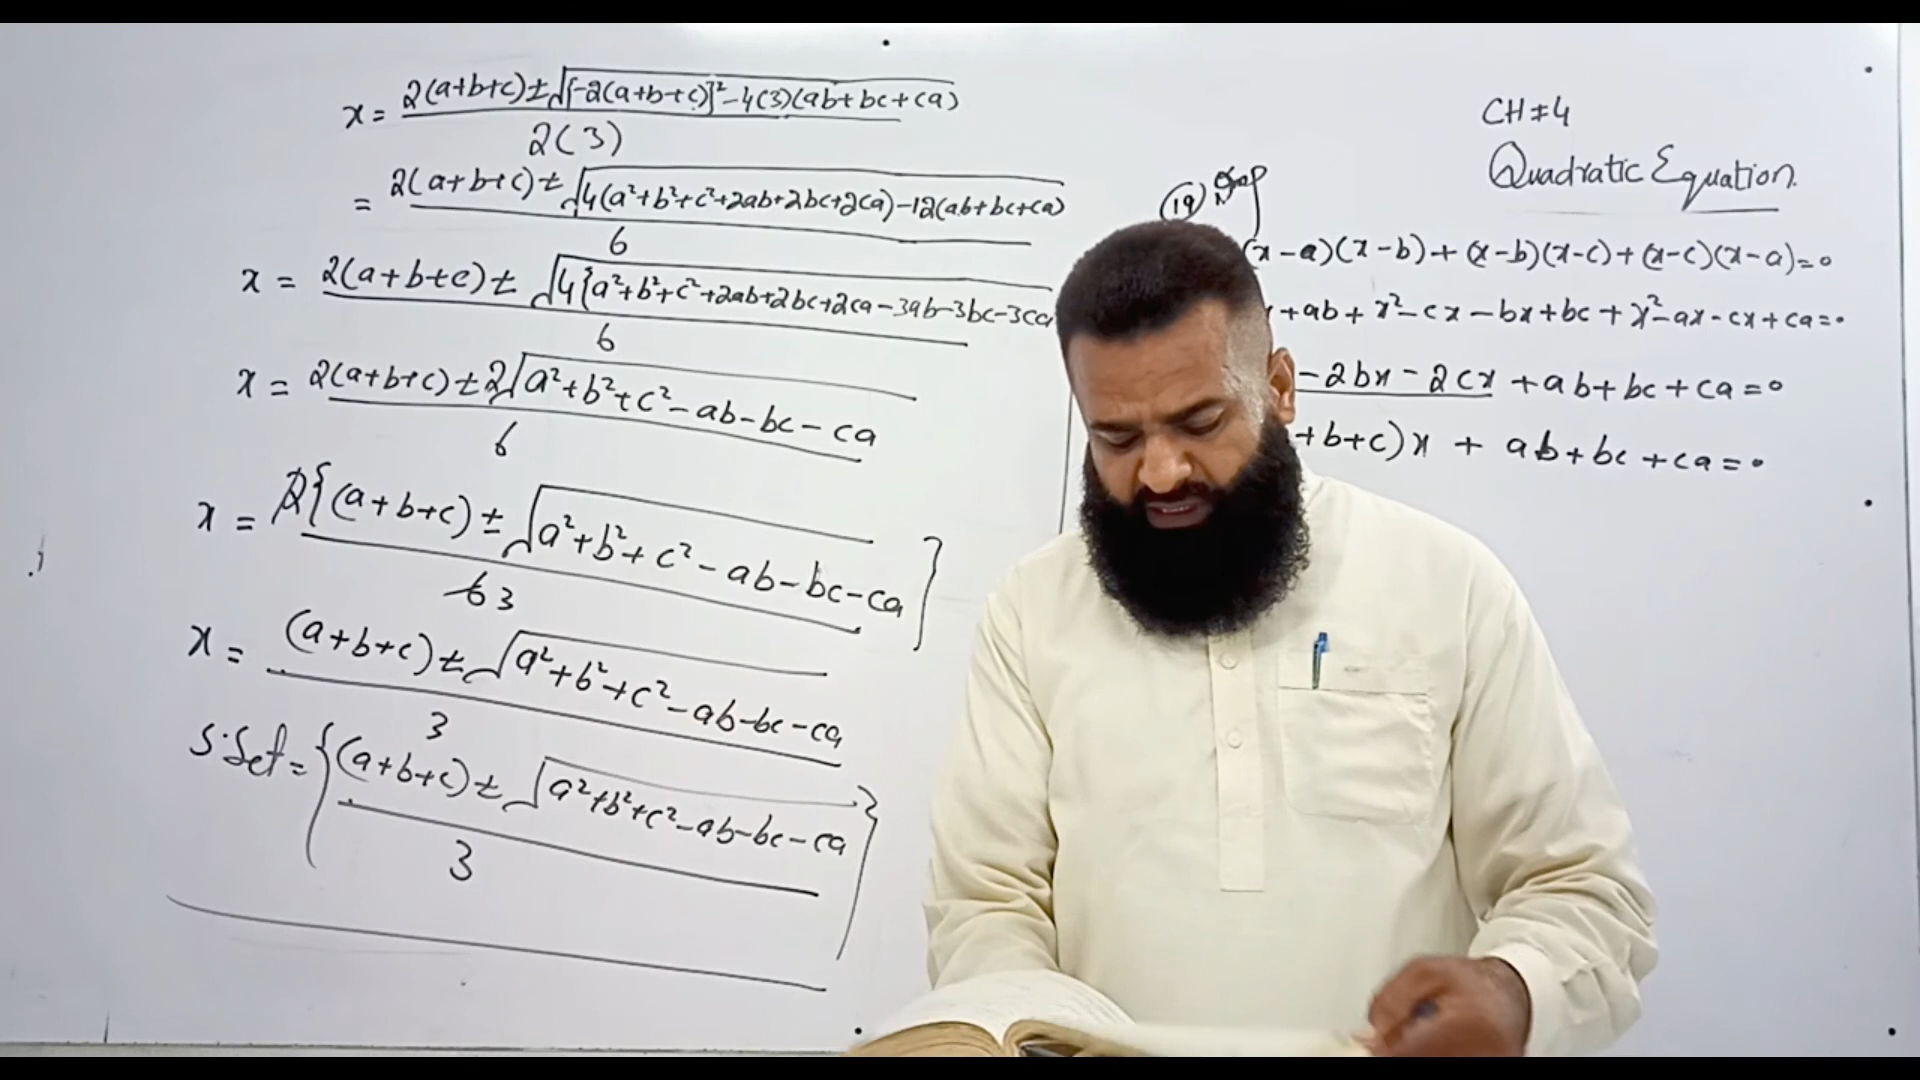 CH#4
Quadratic Equation.
(19)
(x-a)(x-b)+(x-b)(x-c)+(x-c)(x-a)=0
+ab+x²-cx-bx+bc+x²-ax-cx+ca=0
-2bx-2cx+ab+bc+ca=0
+b+c)x+ab+bc+ca=0
x = 2(a+b+c)±√[-2(a+b+c)]²-4(3)(ab+bc+ca)
2(3)
= 2(a+b+c)±√4(a²+b²+c²+2ab+2bc+2ca)-12(ab+bc+ca)
6
x = 2(a+b+c)±√4{a²+b²+c²+2ab+2bc+2ca-3ab-3bc-3ca
6
x = 2(a+b+c)±2√a²+b²+c²-ab-bc-ca
6
x = 2{(a+b+c)±√a²+b²+c²-ab-bc-ca}
6 3
x = (a+b+c)±√a²+b²+c²-ab-bc-ca
3
S.Set={(a+b+c)±√a²+b²+c²-ab-bc-ca}
3